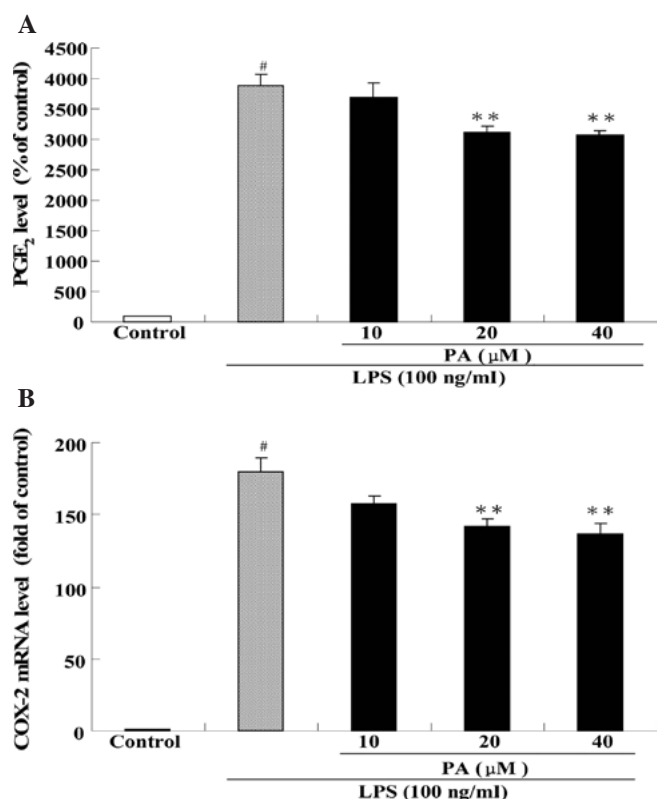 A
PGE2 level (% of control)
4500
4000
3500
3000
2500
2000
1500
1000
500
0
#
**
**
Control
10
20
40
PA (μM)
LPS (100 ng/ml)
B
COX-2 mRNA level (fold of control)
200
150
100
50
0
#
**
**
Control
10
20
40
PA (μM)
LPS (100 ng/ml)